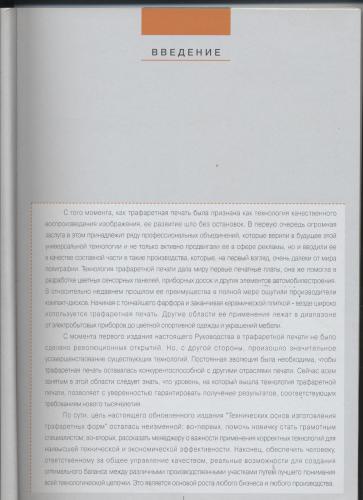 ВВЕДЕНИЕ
С того момента, как трафаретная печать была признана как технология качественного
воспроизведения изображения, ее развитие шло без остановок. В первую очередь огромная
заслуга в этом принадлежит ряду профессиональных объединений, которые верили в будущее этой
универсальной технологии и не только активно продвигали ее в сфере рекламы, но и вводили ее
в качестве составной части в такие производства, которые, на первый взгляд, очень далеки от мира
полиграфии. Технология трафаретной печати дала миру первые печатные платы, она же помогла в
разработке цветных сенсорных панелей, приборных досок и других элементов автомобилестроения.
В относительно недавнем прошлом ее преимущества в полной мере ощутили производители
компакт-дисков. Начиная с тончайшего фарфора и заканчивая керамической плиткой - везде широко
используется трафаретная печать. Другие области ее применения лежат в диапазоне
от электробытовых приборов до цветной спортивной одежды и украшений мебели.
С момента первого издания настоящего Руководства в трафаретной печати не было
сделано революционных открытий. Но, с другой стороны, произошло значительное
усовершенствование существующих технологий. Постоянная эволюция была необходима, чтобы
трафаретная печать оставалась конкурентоспособной с другими отраслями печати. Сейчас всем
занятым в этой области следует знать, что уровень, на который вышла технология трафаретной
печати, позволяет с уверенностью гарантировать получение результатов, соответствующих
требованиям нового тысячелетия.
По сути, цель настоящего обновленного издания "Технических основ изготовления
трафаретных форм" осталась неизменной: во-первых, помочь новичку стать грамотным
специалистом; во-вторых, рассказать менеджеру о важности применения корректных технологий для
наивысшей технической и экономической эффективности. Наконец, обеспечить человеку,
ответственному за общее управление качеством, реальные возможности для создания
оптимального баланса между различными производственными участками путем лучшего понимания
всей технологической цепочки. Это является основой роста любого бизнеса и любого производства.